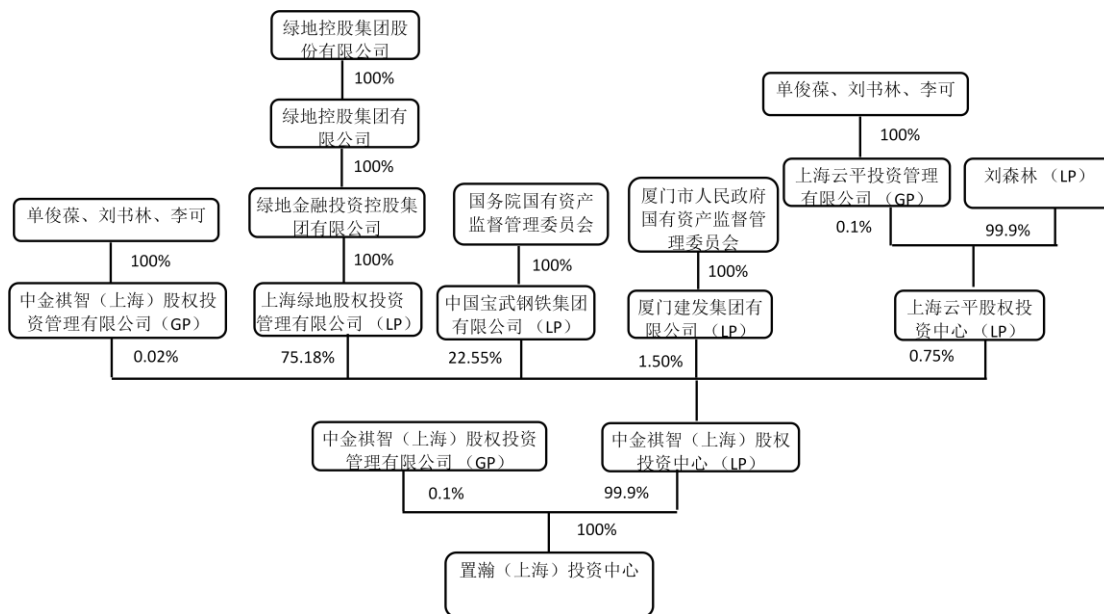 绿地控股集团股
份有限公司
100%
绿地控股集团有
限公司
100%
单俊葆、刘书林、李可
100%
绿地金融投资控股集
团有限公司
国务院国有资产
监督管理委员会
厦门市人民政府
国有资产监督管
理委员会
上海云平投资管理
有限公司（GP）
刘森林（LP）
单俊葆、刘书林、李可
0.1%
99.9%
100%
100%
100%
100%
中金祺智（上海）股权投
资管理有限公司（GP）
上海绿地股权投资
管理有限公司（LP）
中国宝武钢铁集团
有限公司（LP）
厦门建发集团有
限公司（LP）
上海云平股权投
资中心（LP）
0.02%
75.18%
22.55%
1.50%
0.75%
中金祺智（上海）股权投资
管理有限公司（GP）
中金祺智（上海）股权
投资中心（LP）
0.1%
99.9%
100%
置瀚（上海）投资中心